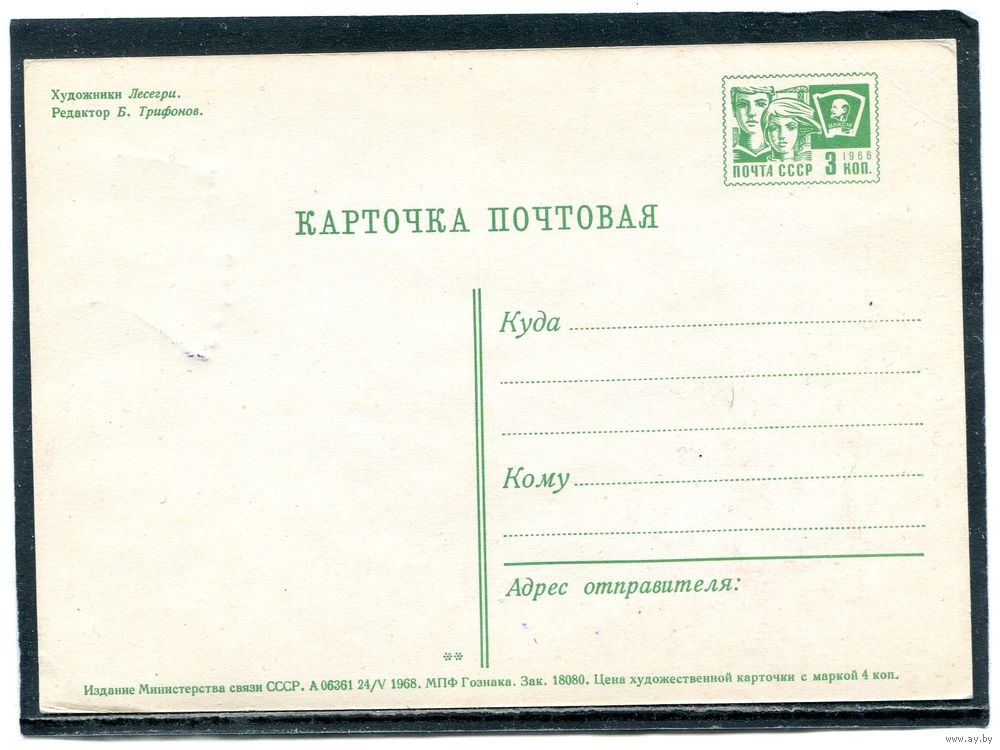 Художники Лесегри.
Редактор Б. Трифонов.
ВЛКСМ
1966
ПОЧТА СССР 3 КОП.
КАРТОЧКА ПОЧТОВАЯ
Куда
Кому
Адрес отправителя:
**
Издание Министерства связи СССР. А 06361 24/V 1968. МПФ Гознака. Зак. 18080. Цена художественной карточки с маркой 4 коп.
www.ay.by